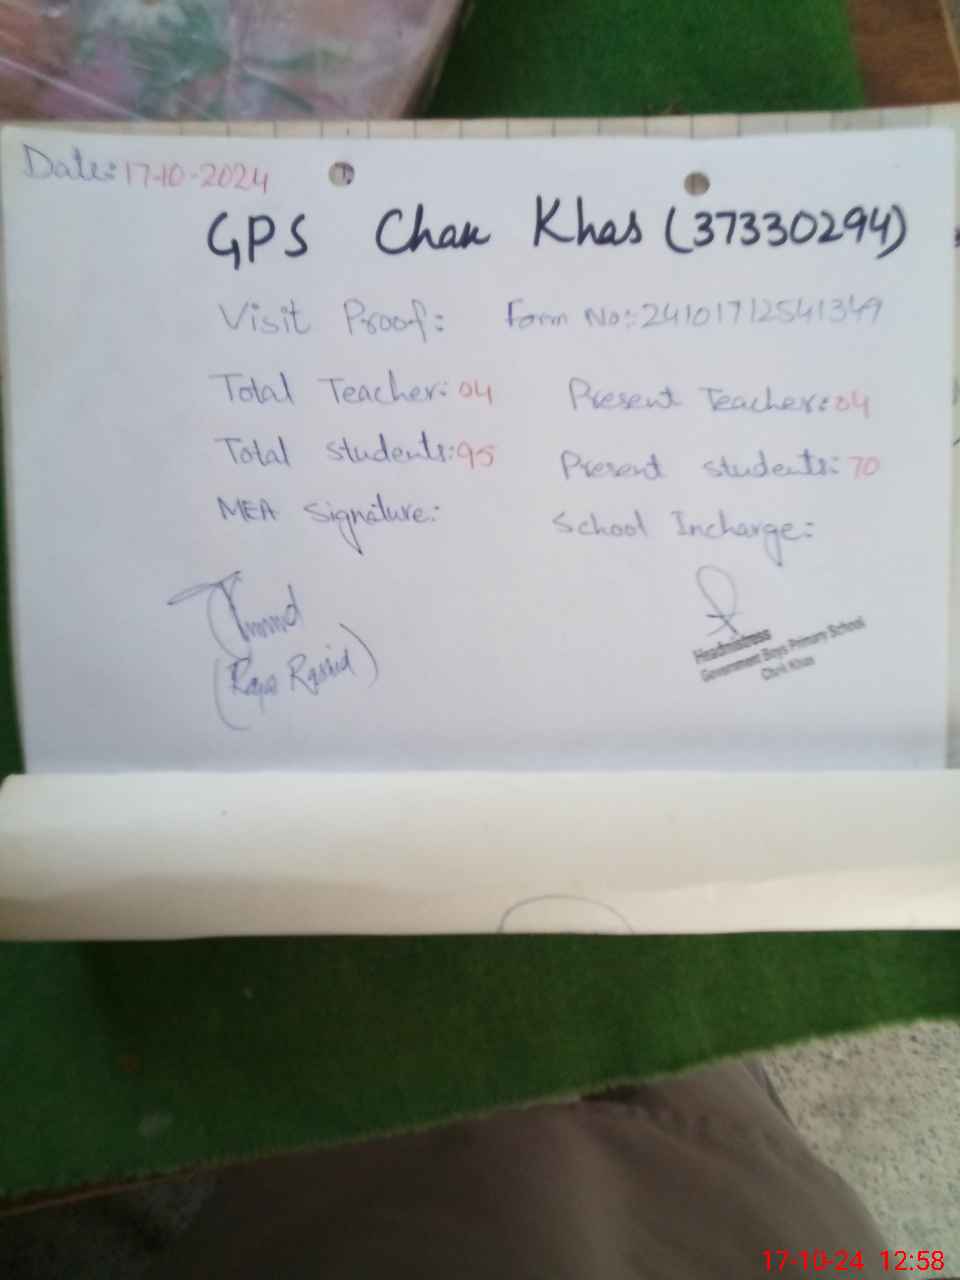 Date: 17-10-2024
GPS Chak Khas (37330294)
Visit Proof: Form No: 24101712541349
Total Teacher: 04 Present Teacher: 04
Total students: 95 Present students: 70
MEA Signature: School Incharge:
(Raja Rashid)
Headmistress
Government Boys Primary School
Khas
17-10-24 12:58